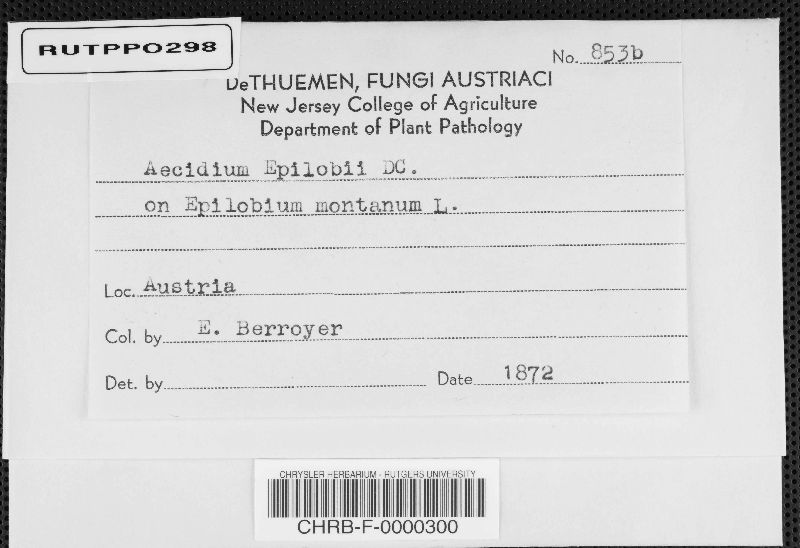 RUTPPO298
No. 853b
DeTHUEMEN, FUNGI AUSTRIACI
New Jersey College of Agriculture
Department of Plant Pathology
Aecidium Epilobii DC.
on Epilobium montanum L.
Loc. Austria
Col. by E. Berroyer
Det. by
Date 1872
CHRYSLER HERBARIUM - RUTGERS UNIVERSITY
CHRB-F-0000300